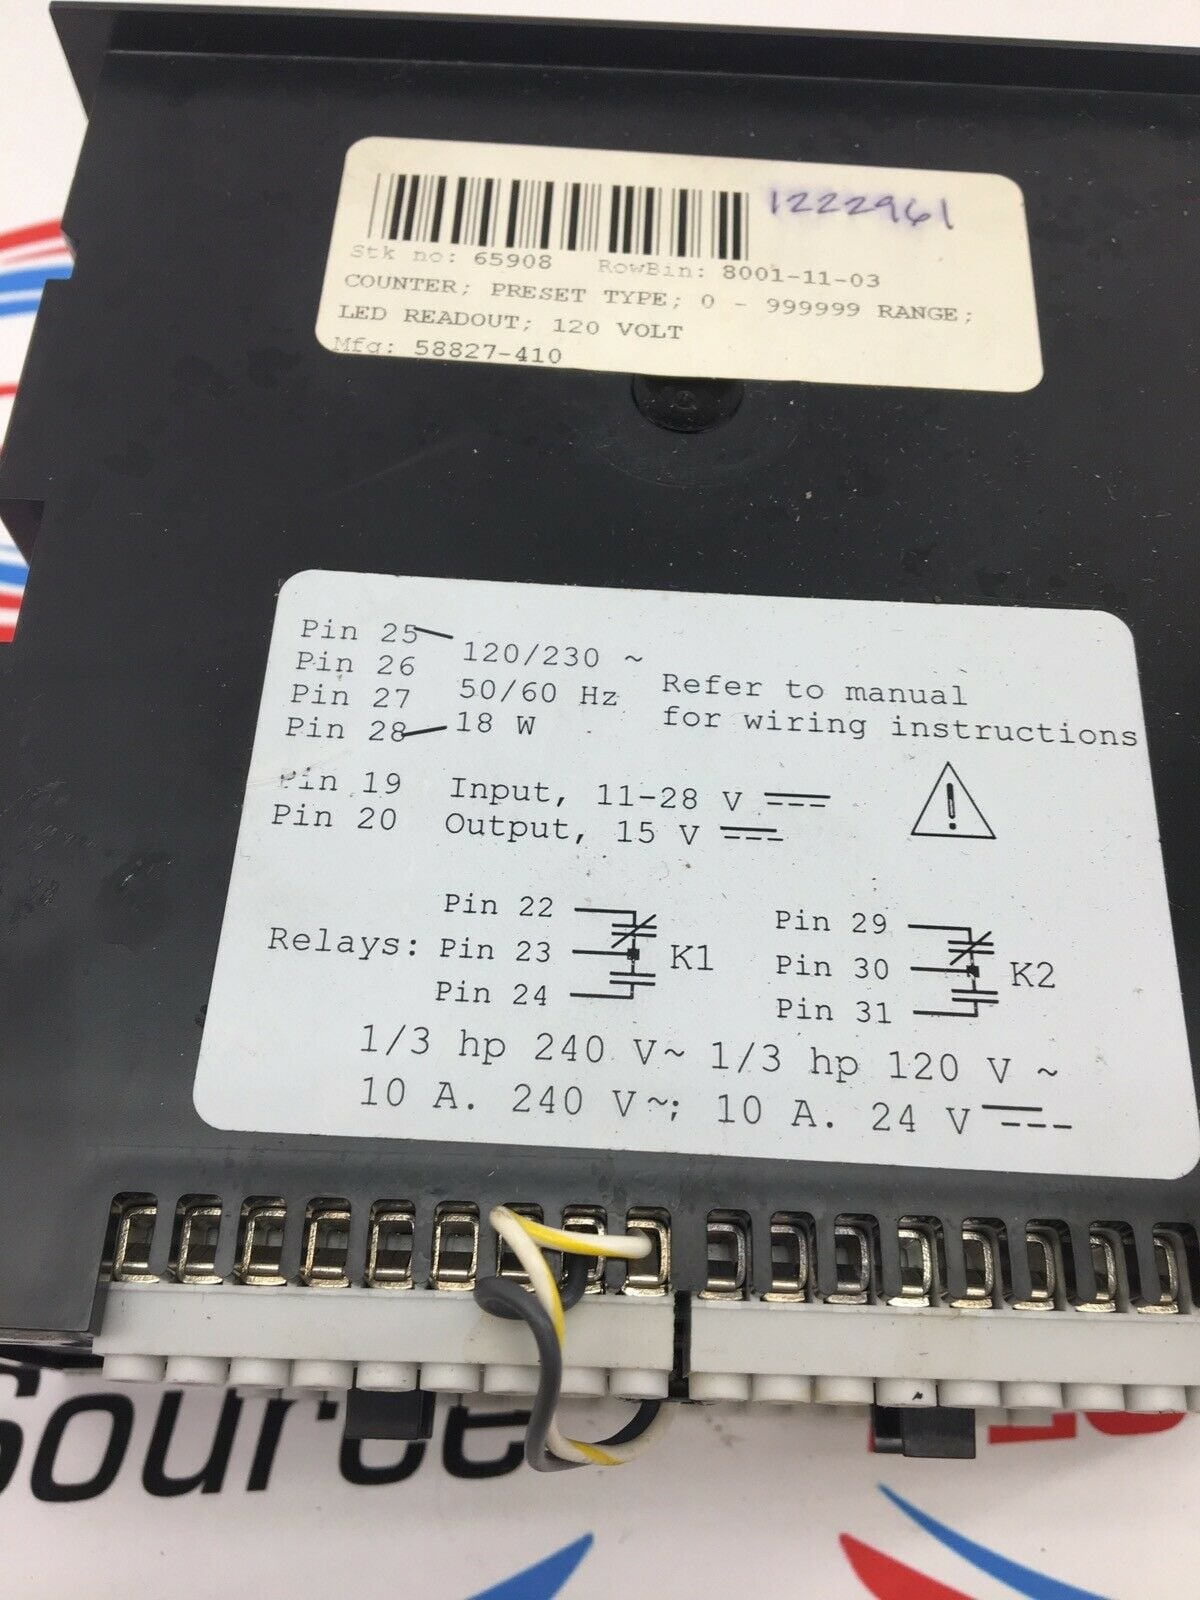 1222961
Stk no: 65908 RowBin: 8001-11-03
COUNTER; PRESET TYPE; 0 - 999999 RANGE;
LED READOUT; 120 VOLT
Mfg: 58827-410
Pin 25 120/230 ~
Pin 26
Pin 27 50/60 Hz
Pin 28 18 W
Refer to manual
for wiring instructions
Pin 19 Input, 11-28 V
Pin 20 Output, 15 V
!
Relays:
Pin 22
Pin 23 K1
Pin 24
Pin 29
Pin 30 K2
Pin 31
1/3 hp 240 V~ 1/3 hp 120 V ~
10 A. 240 V~; 10 A. 24 V
Source